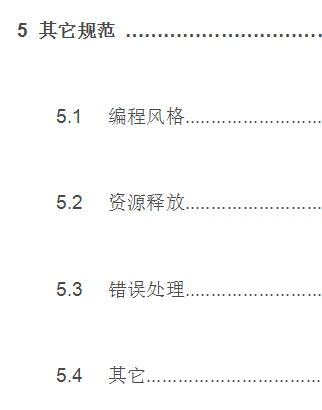 5 其它规范 ................................
5.1 编程风格............................
5.2 资源释放............................
5.3 错误处理............................
5.4 其它....................................